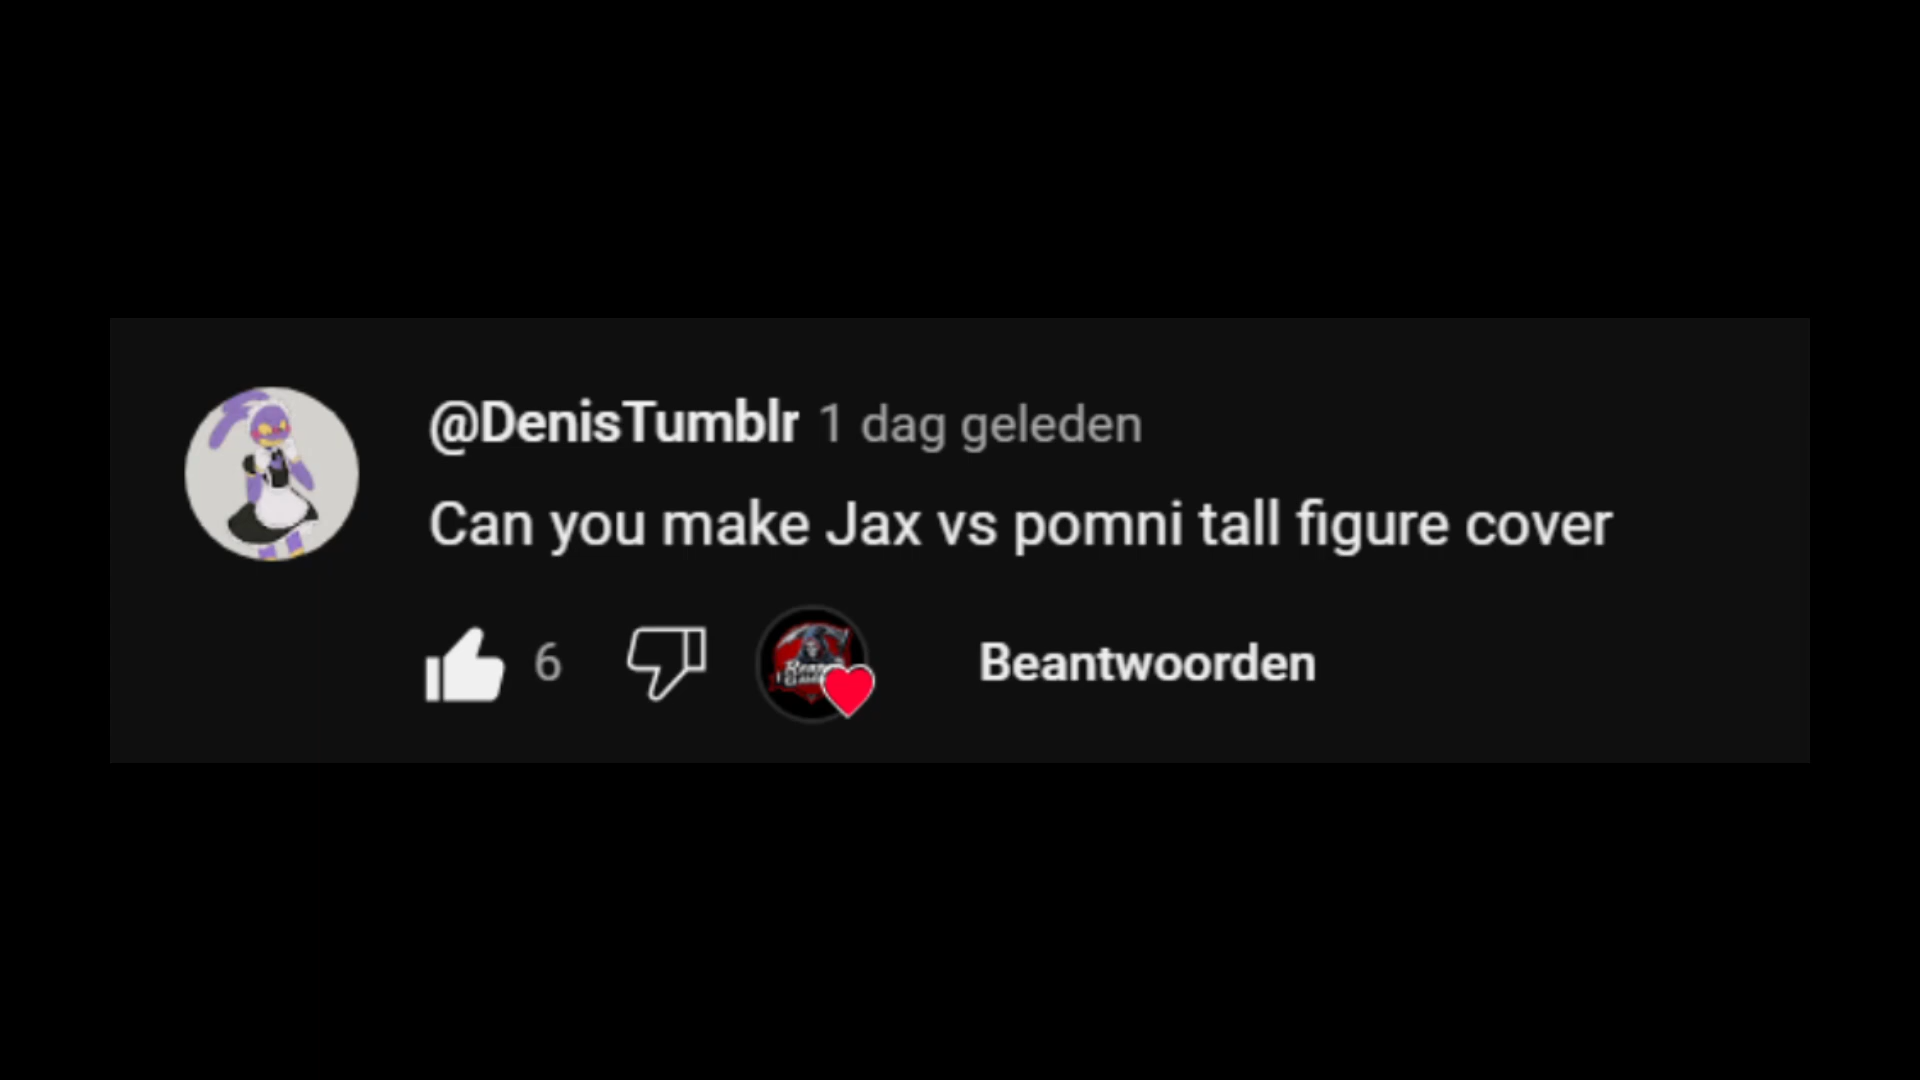 @DenisTumblr 1 dag geleden
Can you make Jax vs pomni tall figure cover
6
Beantwoorden